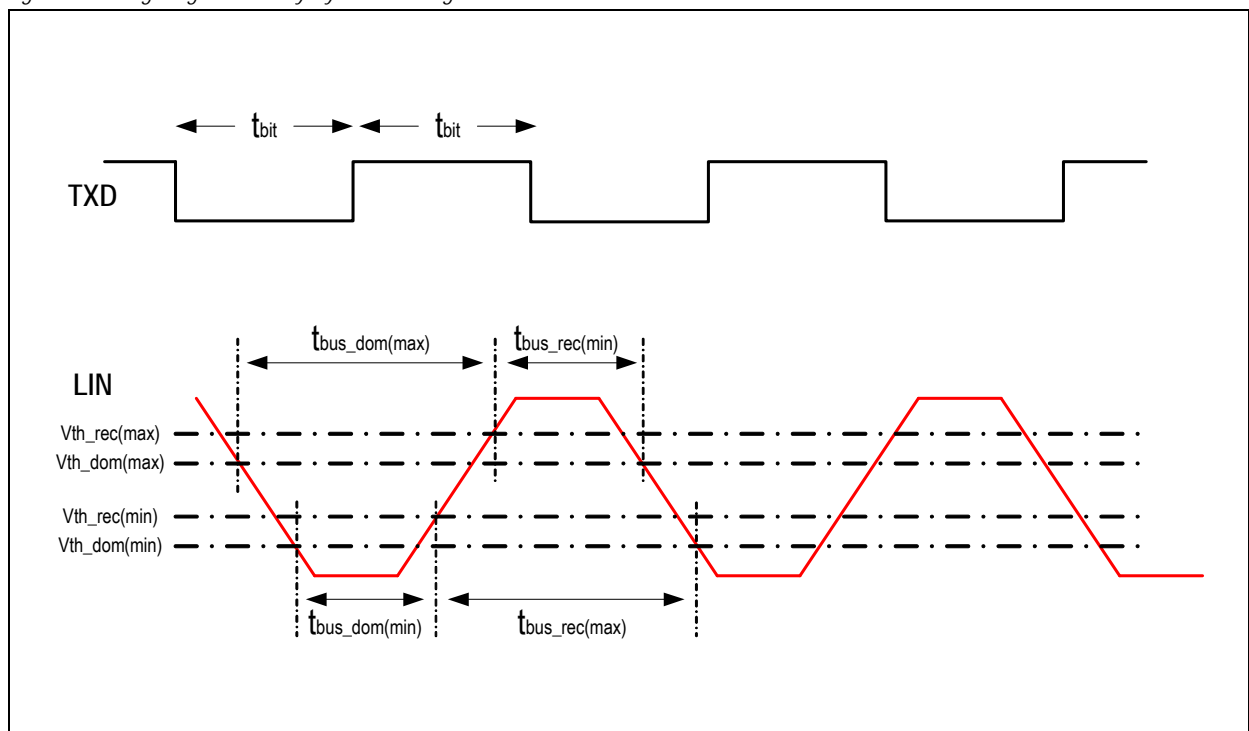 tbit tbit
TXD
tbus_dom(max) tbus_rec(min)
LIN
Vth_rec(max)
Vth_dom(max)
Vth_rec(min)
Vth_dom(min)
tbus_dom(min) tbus_rec(max)